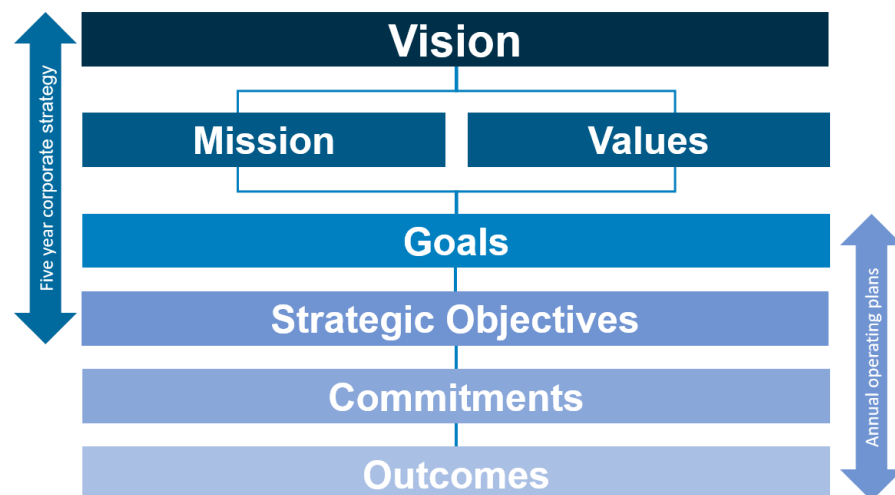 Vision
Five year corporate strategy
Mission
Values
Goals
Strategic Objectives
Annual operating plans
Commitments
Outcomes